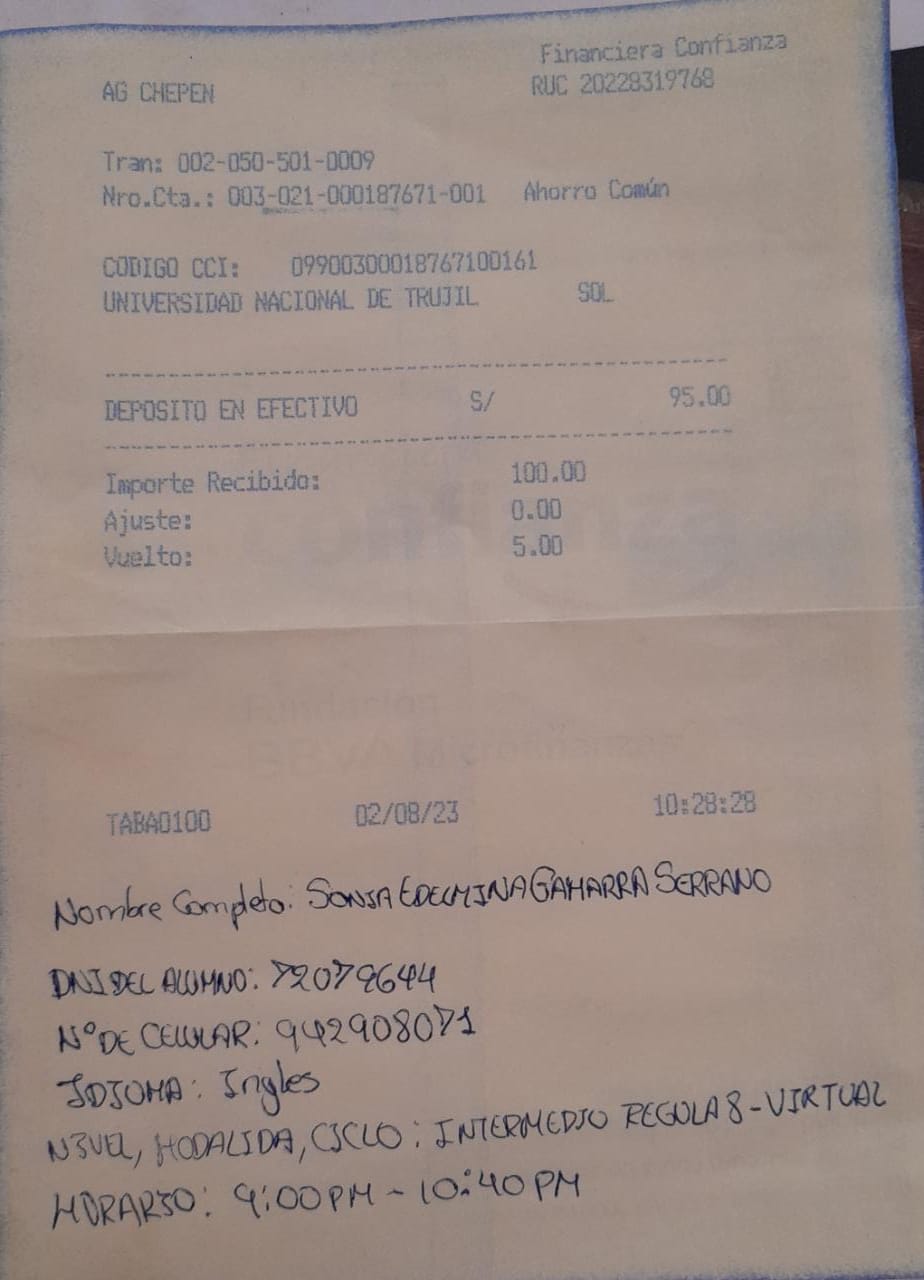 Financiera Confianza
AG CHEPEN RUC 20228319768
Tran: 002-050-501-0009
Nro.Cta.: 003-021-000187671-001 Ahorro Común
CODIGO CCI: 09900300018767100161
UNIVERSIDAD NACIONAL DE TRUJIL SOL
DEPOSITO EN EFECTIVO S/ 95.00
Importe Recibido: 100.00
Ajuste: 0.00
Vuelto: 5.00
TABA0100 02/08/23 10:28:28
Nombre Completo: SONIA EDELMINA GAMARRA SERRANO
DNI DEL ALUMNO: 72079644
N° DE CELULAR: 942908071
IDIOMA: Ingles
NIVEL, MODALIDA, CICLO: INTERMEDIO REGULA 8 - VIRTUAL
HORARIO: 9:00 PM - 10:40 PM